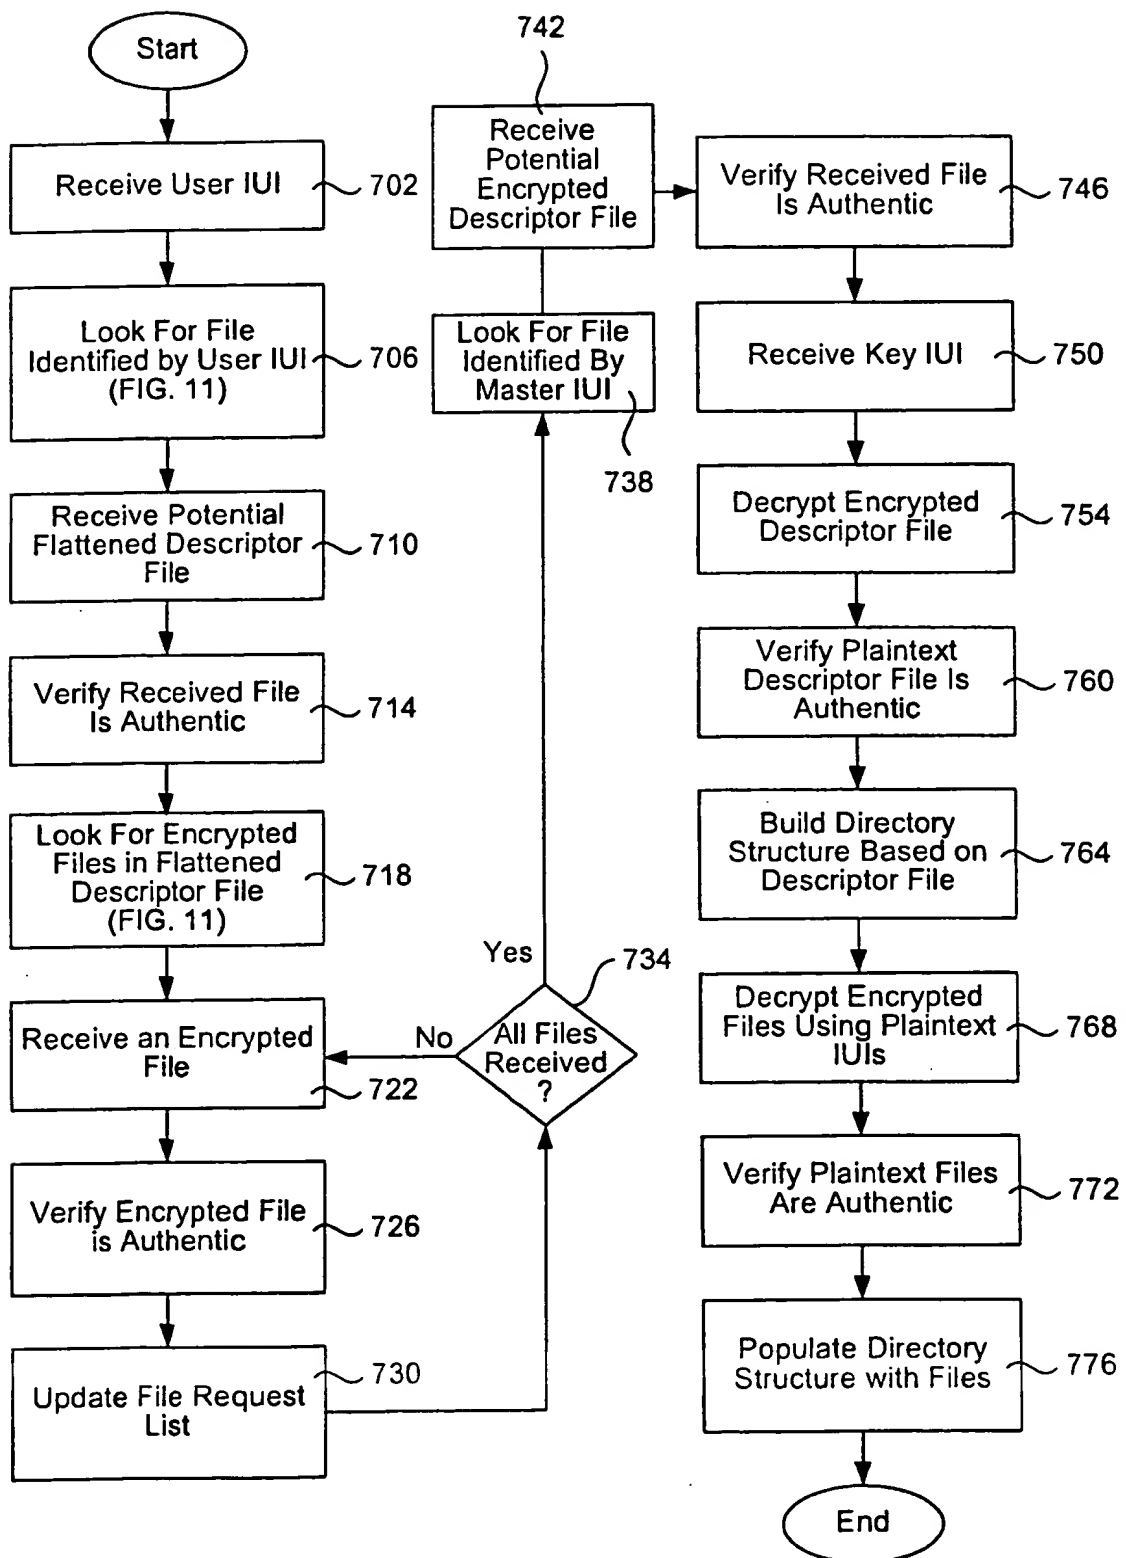 Start
Receive User IUI
702
Look For File
Identified by User IUI
(FIG. 11)
706
Receive Potential
Flattened Descriptor
File
710
Verify Received File
Is Authentic
714
Look For Encrypted
Files in Flattened
Descriptor File
(FIG. 11)
718
Receive an Encrypted
File
722
Verify Encrypted File
is Authentic
726
Update File Request
List
730
All Files
Received
?
734
No
Yes
Look For File
Identified By
Master IUI
738
742
Receive
Potential
Encrypted
Descriptor File
Verify Received File
Is Authentic
746
Receive Key IUI
750
Decrypt Encrypted
Descriptor File
754
Verify Plaintext
Descriptor File Is
Authentic
760
Build Directory
Structure Based on
Descriptor File
764
Decrypt Encrypted
Files Using Plaintext
IUIs
768
Verify Plaintext Files
Are Authentic
772
Populate Directory
Structure with Files
776
End